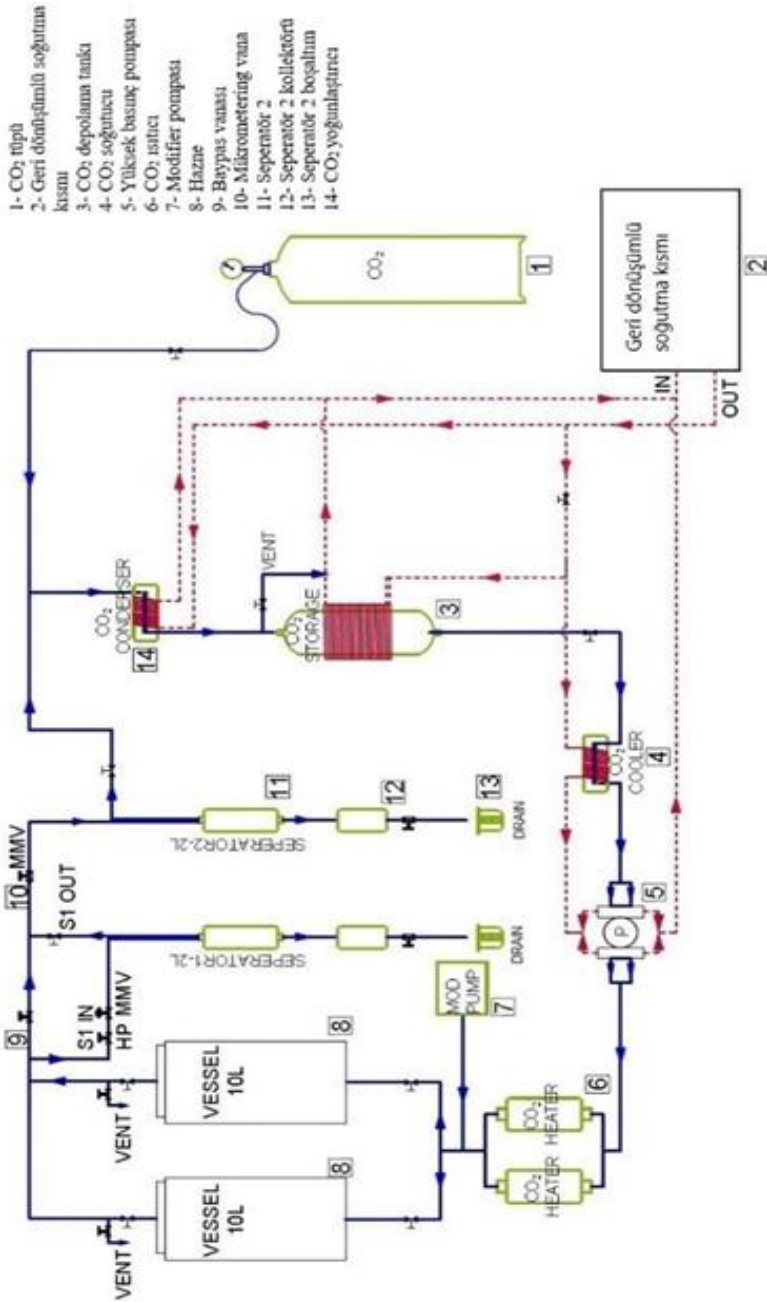 1- CO₂ tüpü
2- Geri dönüşümlü soğutma
kısmı
3- CO₂ depolama tankı
4- CO₂ soğutucu
5- Yüksek basınç pompası
6- CO₂ ısıtıcı
7- Modifier pompası
8- Hazne
9- Baypas vanası
10- Mikrometering vana
11- Seperatör 2
12- Seperatör 2 kollektörü
13- Seperatör 2 boşaltım
14- CO₂ yoğunlaştırıcı
CO₂
1
Geri dönüşümlü
soğutma kısmı
2
IN
OUT
CO₂
CONDENSER
14
VENT
CO₂
STORAGE
3
CO₂
COOLER
4
10
MMV
S1 OUT
11
SEPERATOR2-2L
12
13
DRAIN
SEPERATOR1-2L
DRAIN
P
5
9
S1 IN
HP MMV
MOD
PUMP
7
VENT
VESSEL
10L
8
VENT
VESSEL
10L
8
CO₂
HEATER
CO₂
HEATER
6